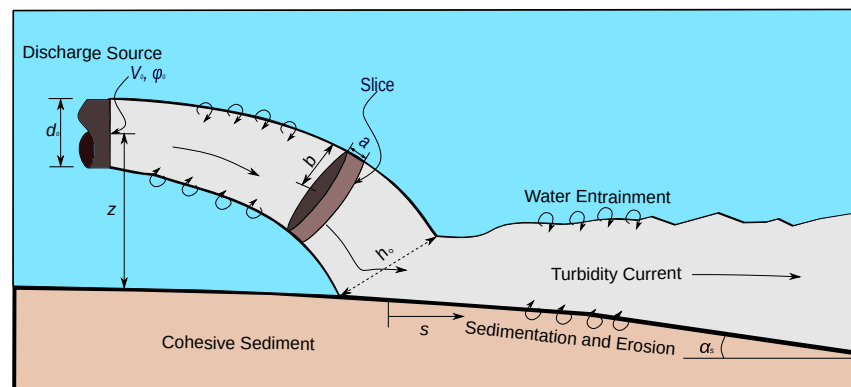 Discharge Source
V₀, φ₀
Slice
d₀
b
a
z
Water Entrainment
h₀
Turbidity Current
s
Sedimentation and Erosion
Cohesive Sediment
αₛ